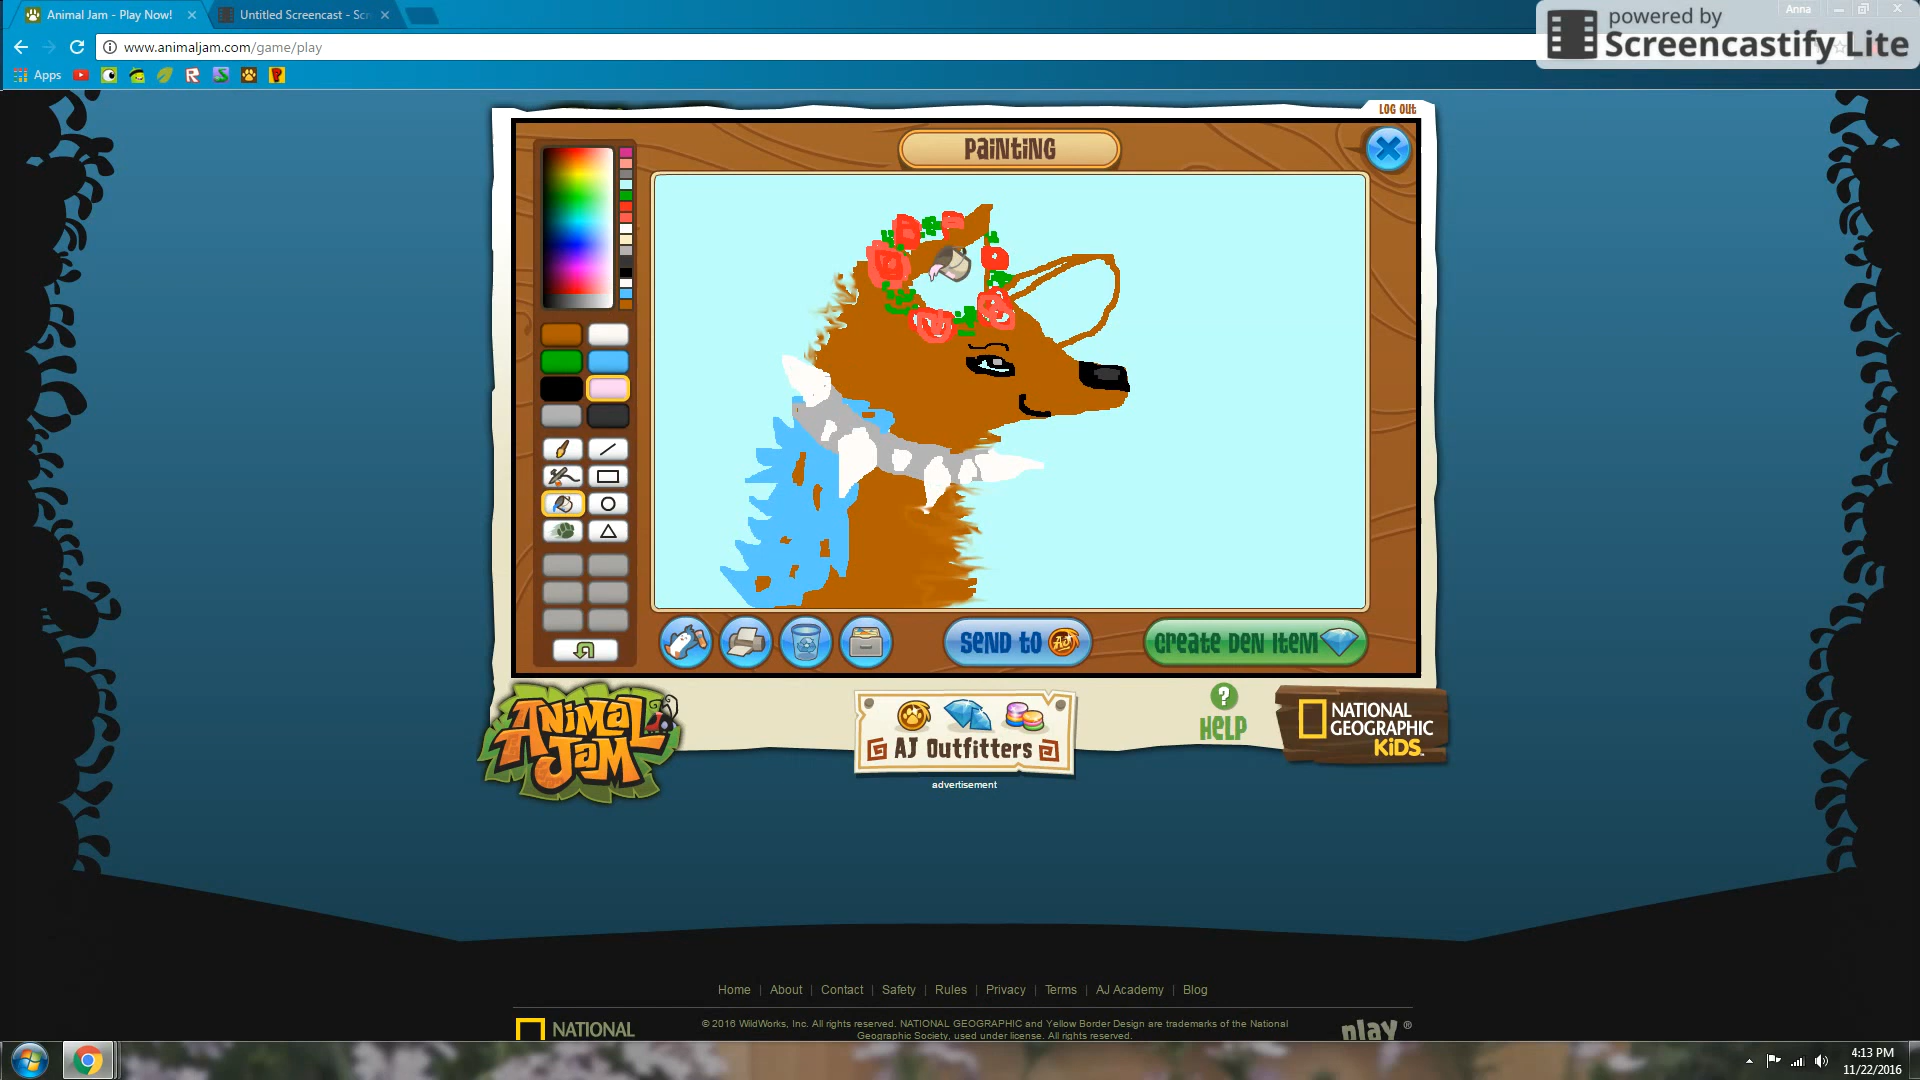 Animal Jam - Play Now!
Untitled Screencast - Scr
Anna
powered by
Screencastify Lite
www.animaljam.com/game/play
Apps
LOG OUT
PAINTING
SEND TO AJ
CREATE DEN ITEM
ANIMAL
JAM
AJ Outfitters
advertisement
?
HELP
NATIONAL
GEOGRAPHIC
KiDS
Home | About | Contact | Safety | Rules | Privacy | Terms | AJ Academy | Blog
NATIONAL
© 2016 WildWorks, Inc. All rights reserved. NATIONAL GEOGRAPHIC and Yellow Border Design are trademarks of the National
Geographic Society, used under license. All rights reserved.
play ®
4:13 PM
11/22/2016